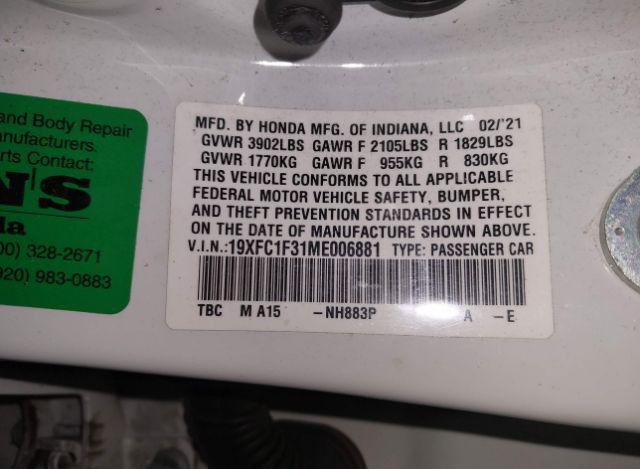 and Body Repair
anufacturers.
rts Contact:
N'S
da
00) 328-2671
920) 983-0883
MFD. BY HONDA MFG. OF INDIANA, LLC 02/'21
GVWR 3902LBS GAWR F 2105LBS R 1829LBS
GVWR 1770KG GAWR F 955KG R 830KG
THIS VEHICLE CONFORMS TO ALL APPLICABLE
FEDERAL MOTOR VEHICLE SAFETY, BUMPER,
AND THEFT PREVENTION STANDARDS IN EFFECT
ON THE DATE OF MANUFACTURE SHOWN ABOVE.
V.I.N.:19XFC1F31ME006881 TYPE: PASSENGER CAR
TBC M A15 -NH883P A -E